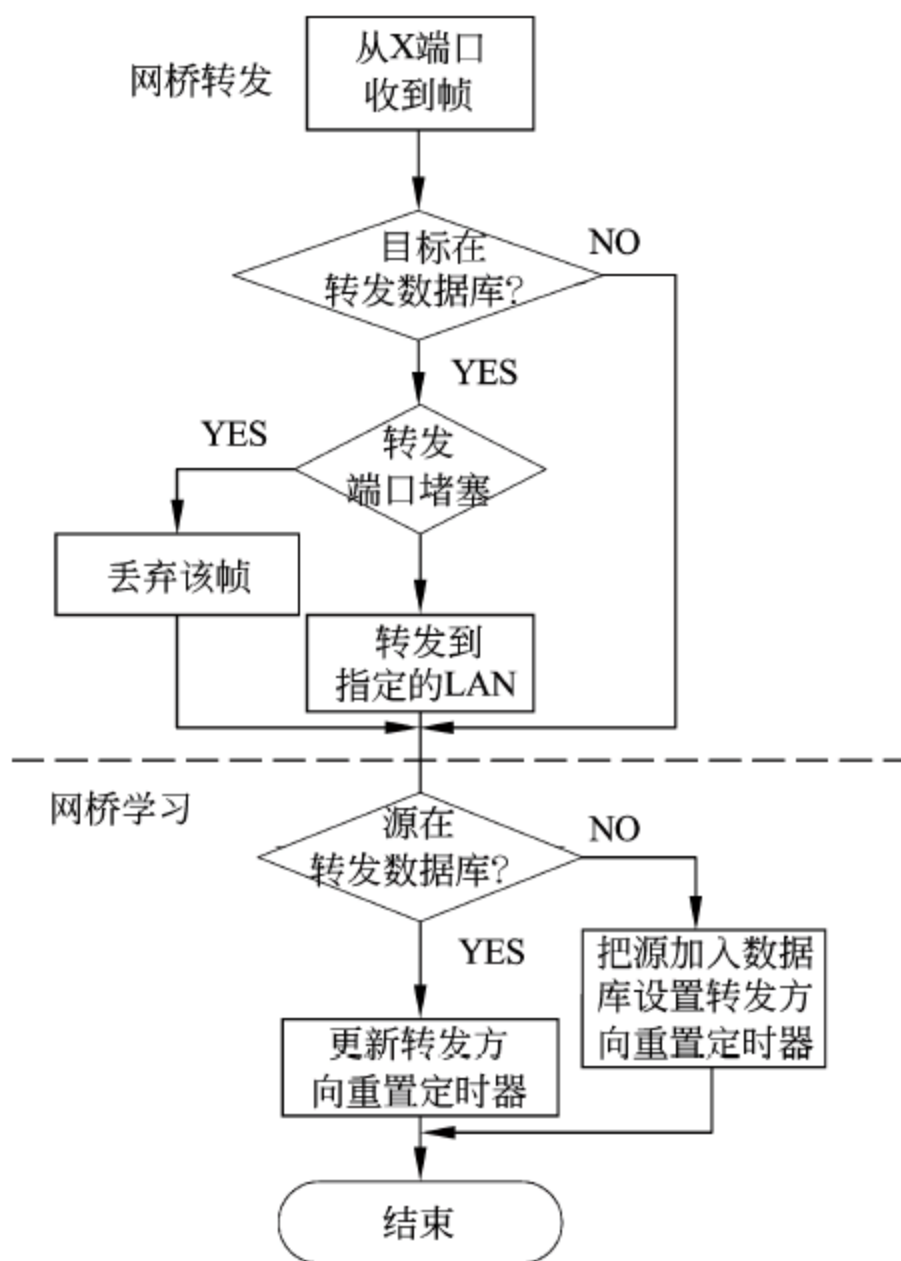 网桥转发
从X端口
收到帧
目标在
转发数据库?
NO
YES
YES
转发
端口堵塞
丢弃该帧
转发到
指定的LAN
网桥学习
源在
转发数据库?
NO
YES
把源加入数据
库设置转发方
向重置定时器
更新转发方
向重置定时器
结束